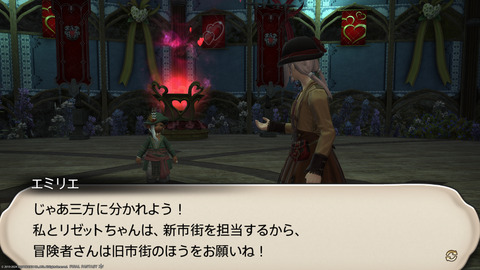 エミリエ
じゃあ三方に分かれよう！
私とリゼットちゃんは、新市街を担当するから、
冒険者さんは旧市街のほうをお願いね！